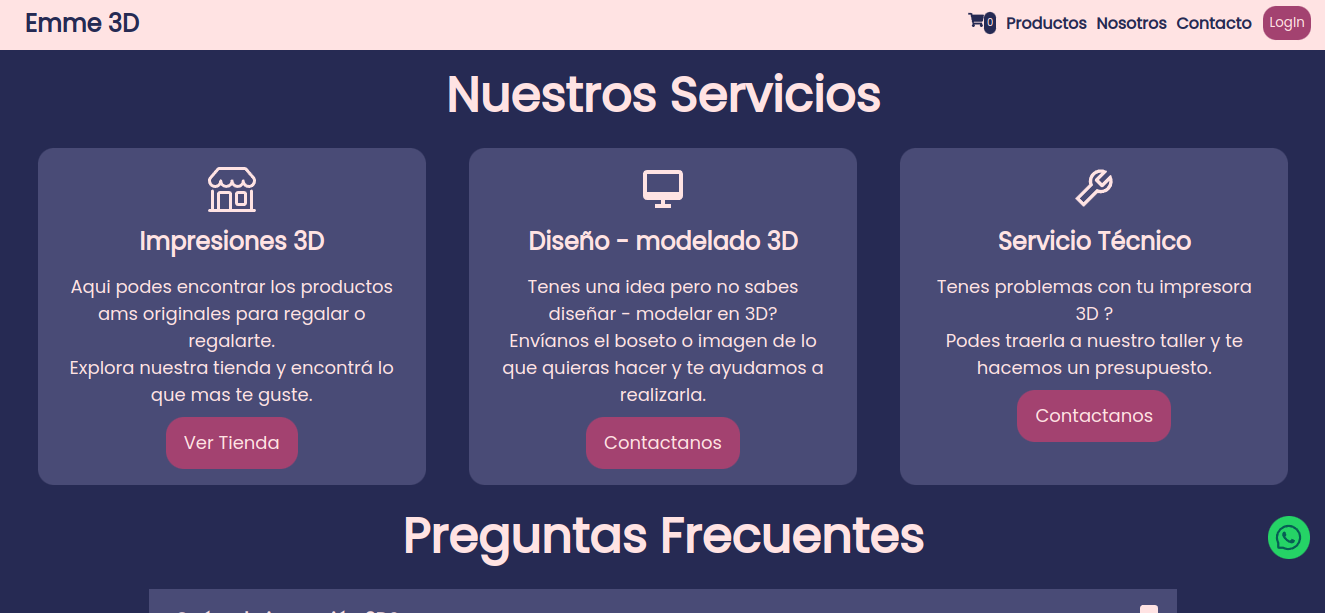 Emme 3D
0 Productos Nosotros Contacto LogIn
Nuestros Servicios
Impresiones 3D
Aqui podes encontrar los productos
ams originales para regalar o
regalarte.
Explora nuestra tienda y encontrá lo
que mas te guste.
Ver Tienda
Diseño - modelado 3D
Tenes una idea pero no sabes
diseñar - modelar en 3D?
Envíanos el boseto o imagen de lo
que quieras hacer y te ayudamos a
realizarla.
Contactanos
Servicio Técnico
Tenes problemas con tu impresora
3D ?
Podes traerla a nuestro taller y te
hacemos un presupuesto.
Contactanos
Preguntas Frecuentes